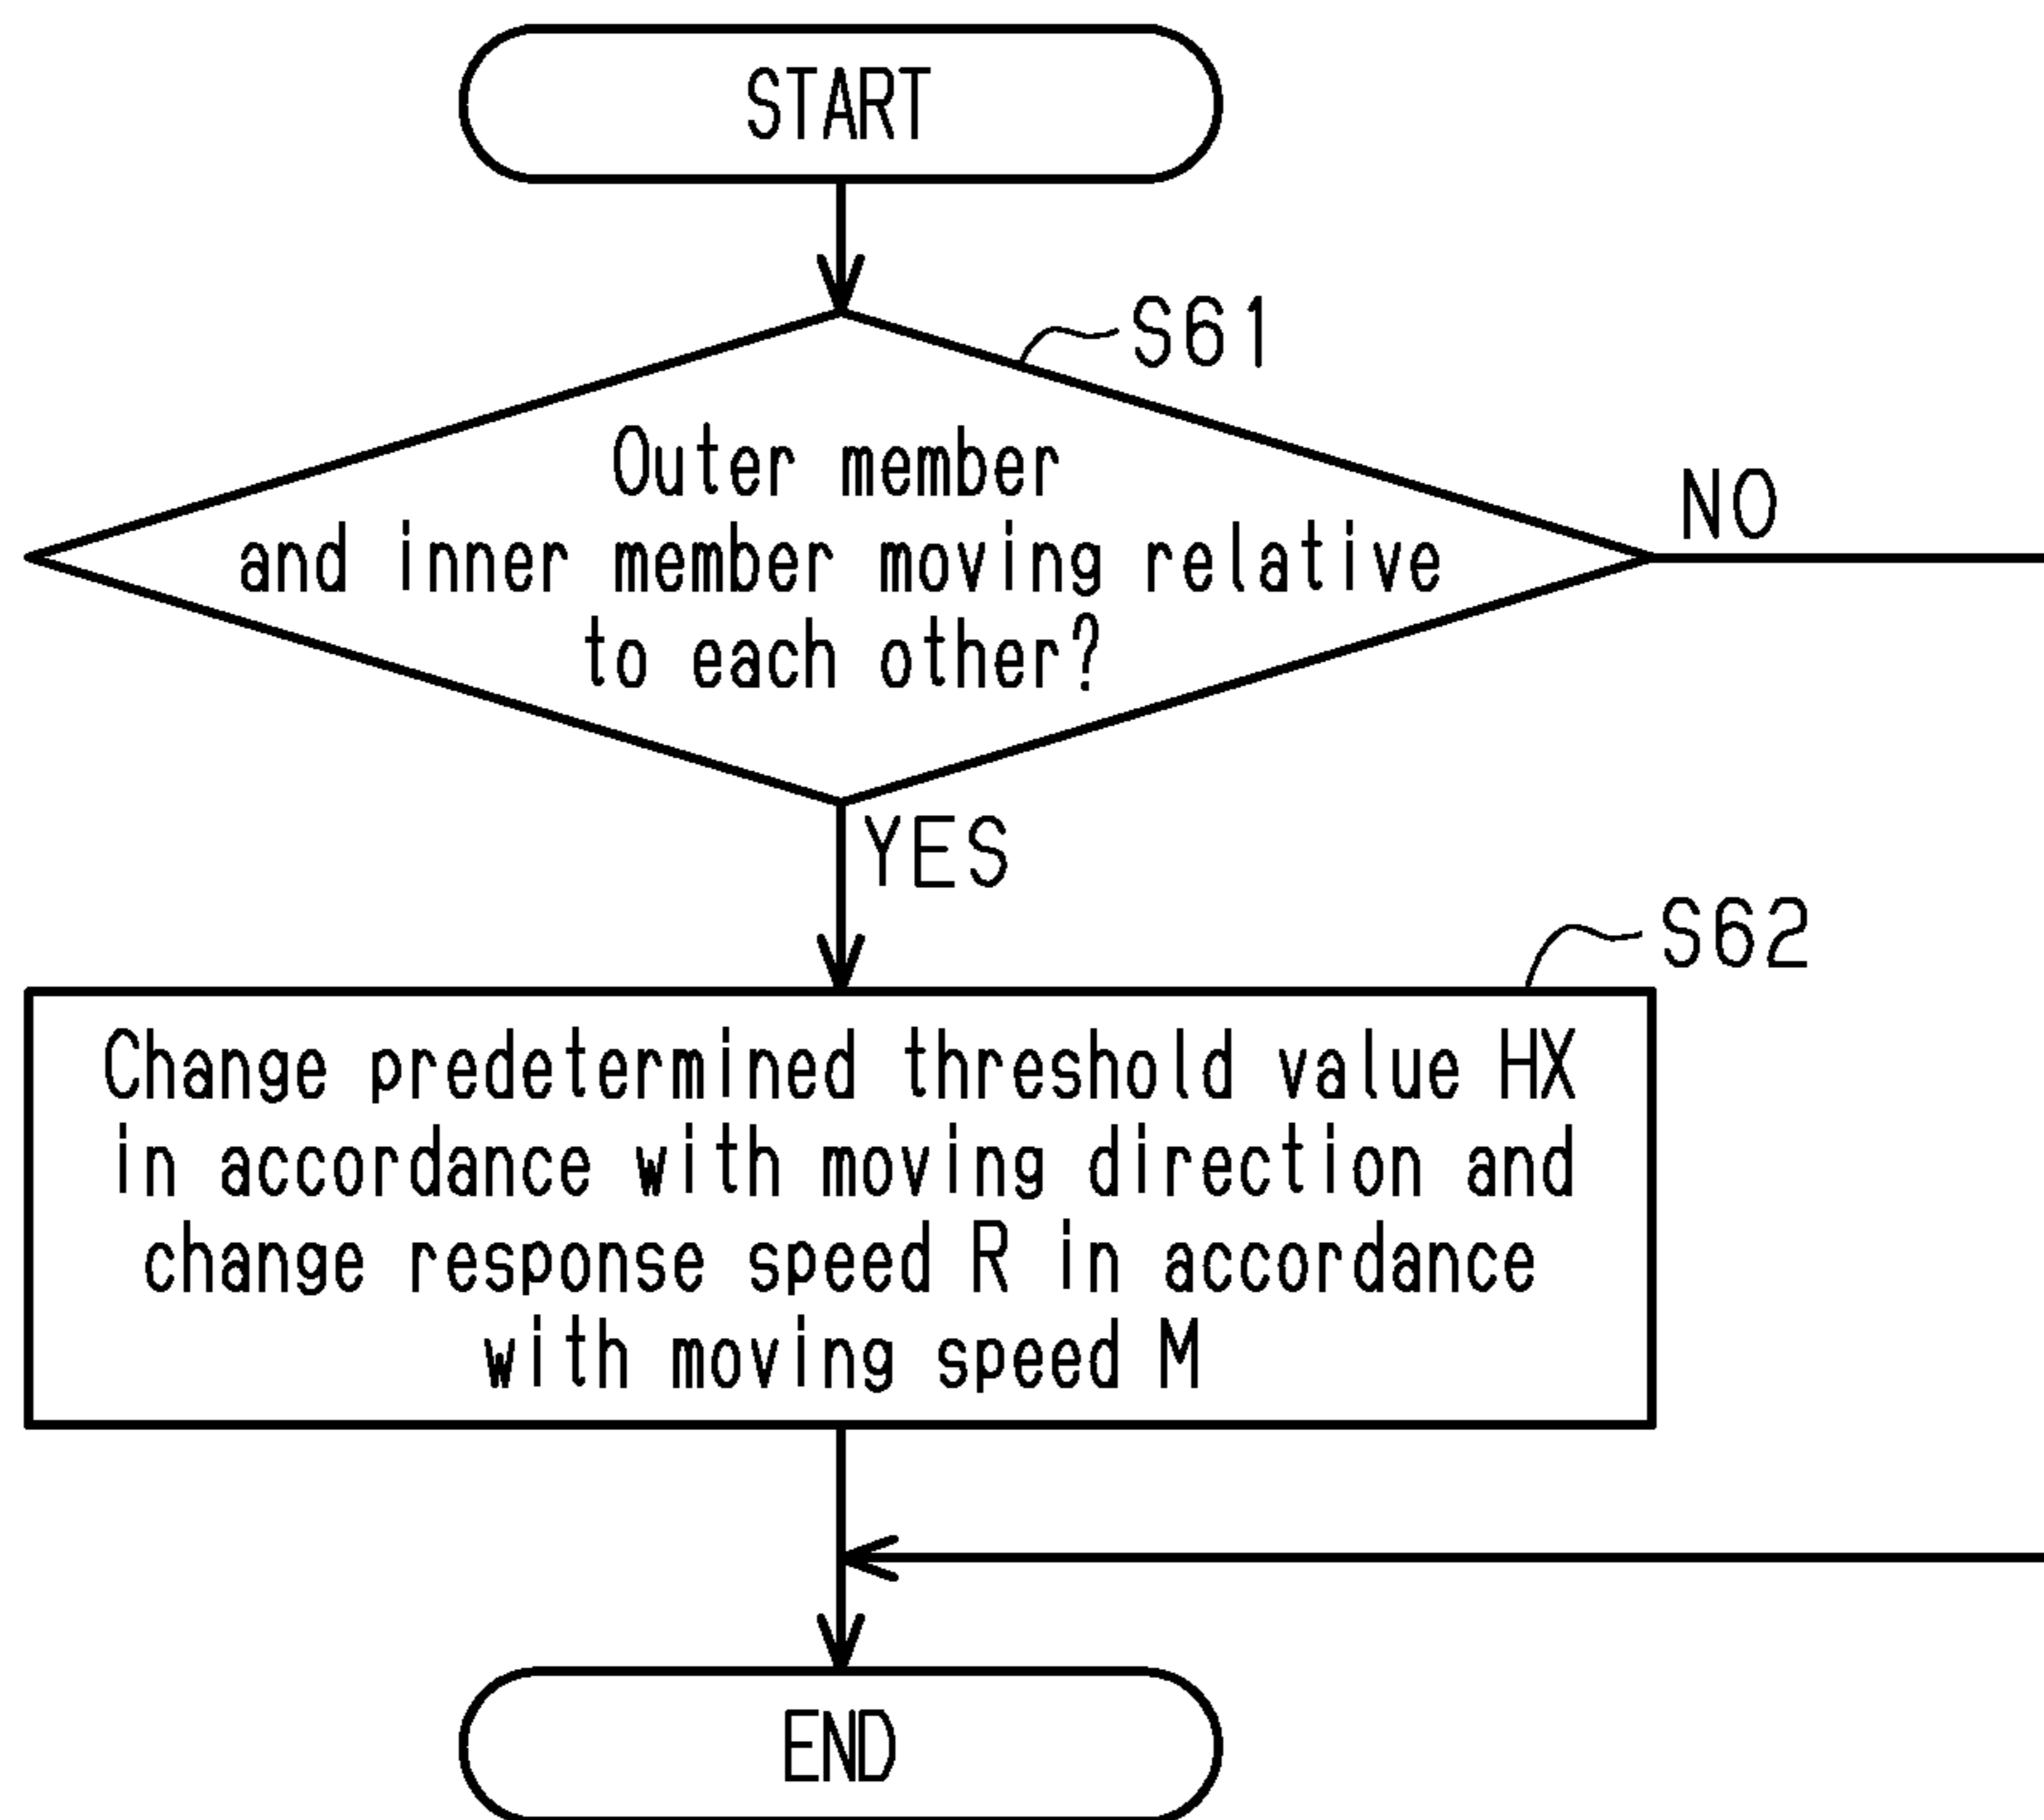 START
S61
Outer member
and inner member moving relative
to each other?
NO
YES
S62
Change predetermined threshold value HX
in accordance with moving direction and
change response speed R in accordance
with moving speed M
END